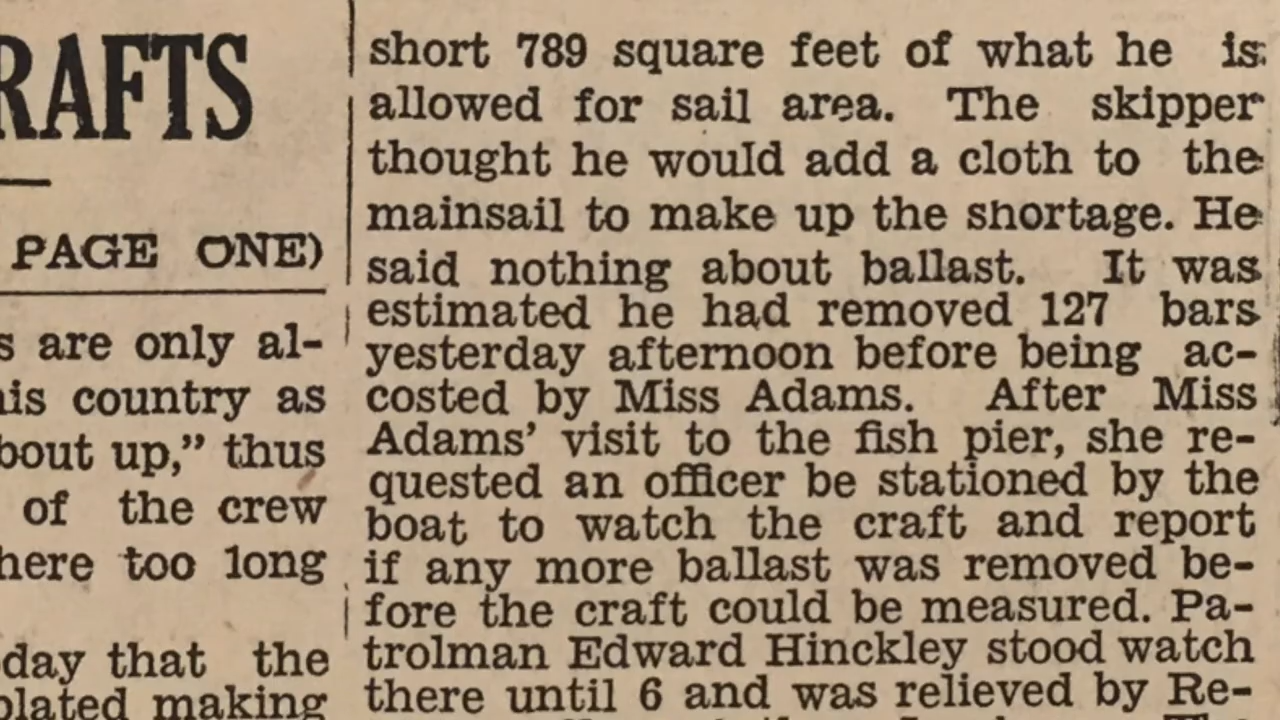 RAFTS
PAGE ONE)
s are only al-
his country as
bout up," thus
of the crew
here too long
day that the
plated making
short 789 square feet of what he is
allowed for sail area. The skipper
thought he would add a cloth to the
mainsail to make up the shortage. He
said nothing about ballast. It was
estimated he had removed 127 bars
yesterday afternoon before being ac-
costed by Miss Adams. After Miss
Adams' visit to the fish pier, she re-
quested an officer be stationed by the
boat to watch the craft and report
if any more ballast was removed be-
fore the craft could be measured. Pa-
trolman Edward Hinckley stood watch
there until 6 and was relieved by Re-